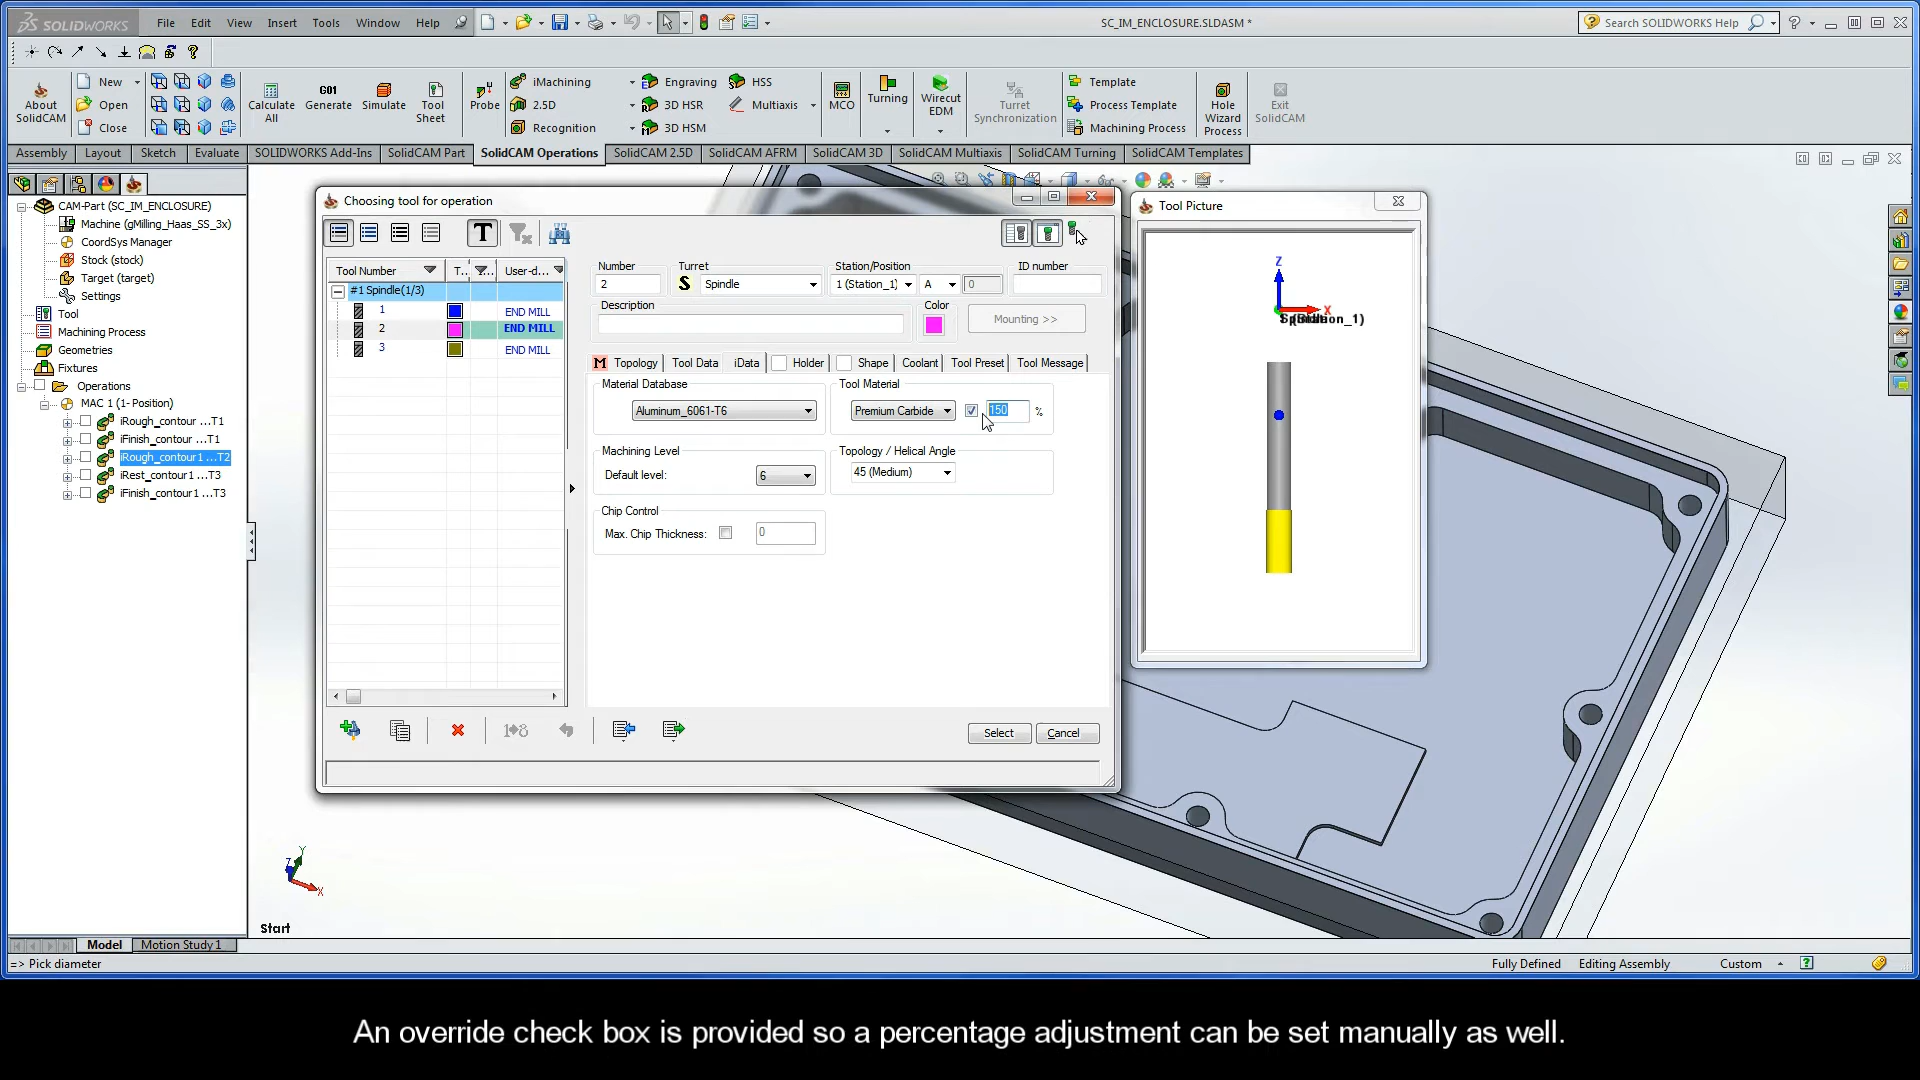 SOLIDWORKS File Edit View Insert Tools Window Help SC_IM_ENCLOSURE.SLDASM * Search SOLIDWORKS Help
About SolidCAM
New
Open
Close
Calculate All
G01 Generate
Simulate
Tool Sheet
Probe
iMachining
2.5D
Recognition
Engraving
3D HSR
3D HSM
HSS
Multiaxis
MCO
Turning
Wirecut EDM
Turret Synchronization
Template
Process Template
Machining Process
Hole Wizard Process
Exit SolidCAM
Assembly Layout Sketch Evaluate SOLIDWORKS Add-Ins SolidCAM Part SolidCAM Operations SolidCAM 2.5D SolidCAM AFRM SolidCAM 3D SolidCAM Multiaxis SolidCAM Turning SolidCAM Templates
CAM-Part (SC_IM_ENCLOSURE)
Machine (gMilling_Haas_SS_3x)
CoordSys Manager
Stock (stock)
Target (target)
Settings
Tool
Machining Process
Geometries
Fixtures
Operations
MAC 1 (1- Position)
iRough_contour ...T1
iFinish_contour ...T1
iRough_contour1 ...T2
iRest_contour1 ...T3
iFinish_contour1 ...T3
Choosing tool for operation
T
Tool Number T... Y... User-d...
#1 Spindle(1/3)
1 END MILL
2 END MILL
3 END MILL
Number Turret Station/Position ID number
2 S Spindle 1 (Station_1) A 0
Description Color
Mounting >>
M Topology Tool Data iData Holder Shape Coolant Tool Preset Tool Message
Material Database Tool Material
Aluminum_6061-T6 Premium Carbide 150 %
Machining Level Topology / Helical Angle
Default level: 6 45 (Medium)
Chip Control
Max. Chip Thickness: 0
Select Cancel
Tool Picture
Z
X
Z Y X
Start
Model Motion Study 1
=> Pick diameter Fully Defined Editing Assembly Custom
An override check box is provided so a percentage adjustment can be set manually as well.